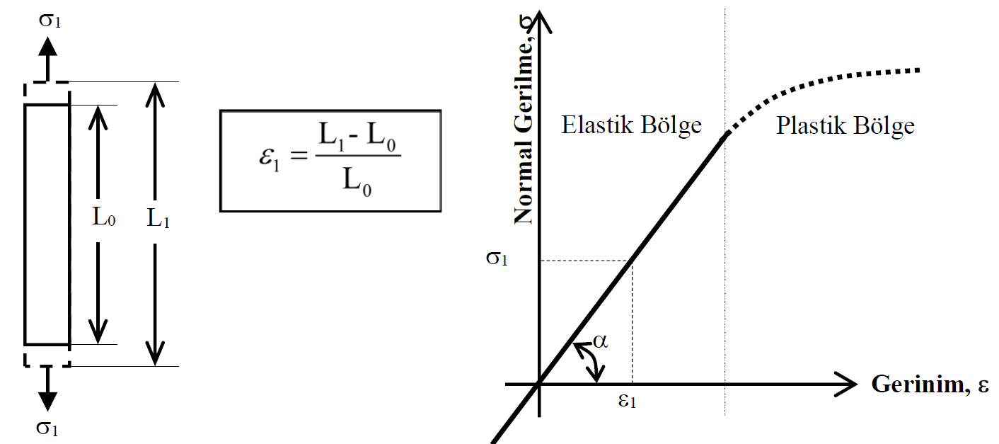 σ1
L0
L1
σ1
ε1 = L1 - L0 / L0
Normal Gerilme, σ
Elastik Bölge
Plastik Bölge
σ1
α
ε1
Gerinim, ε